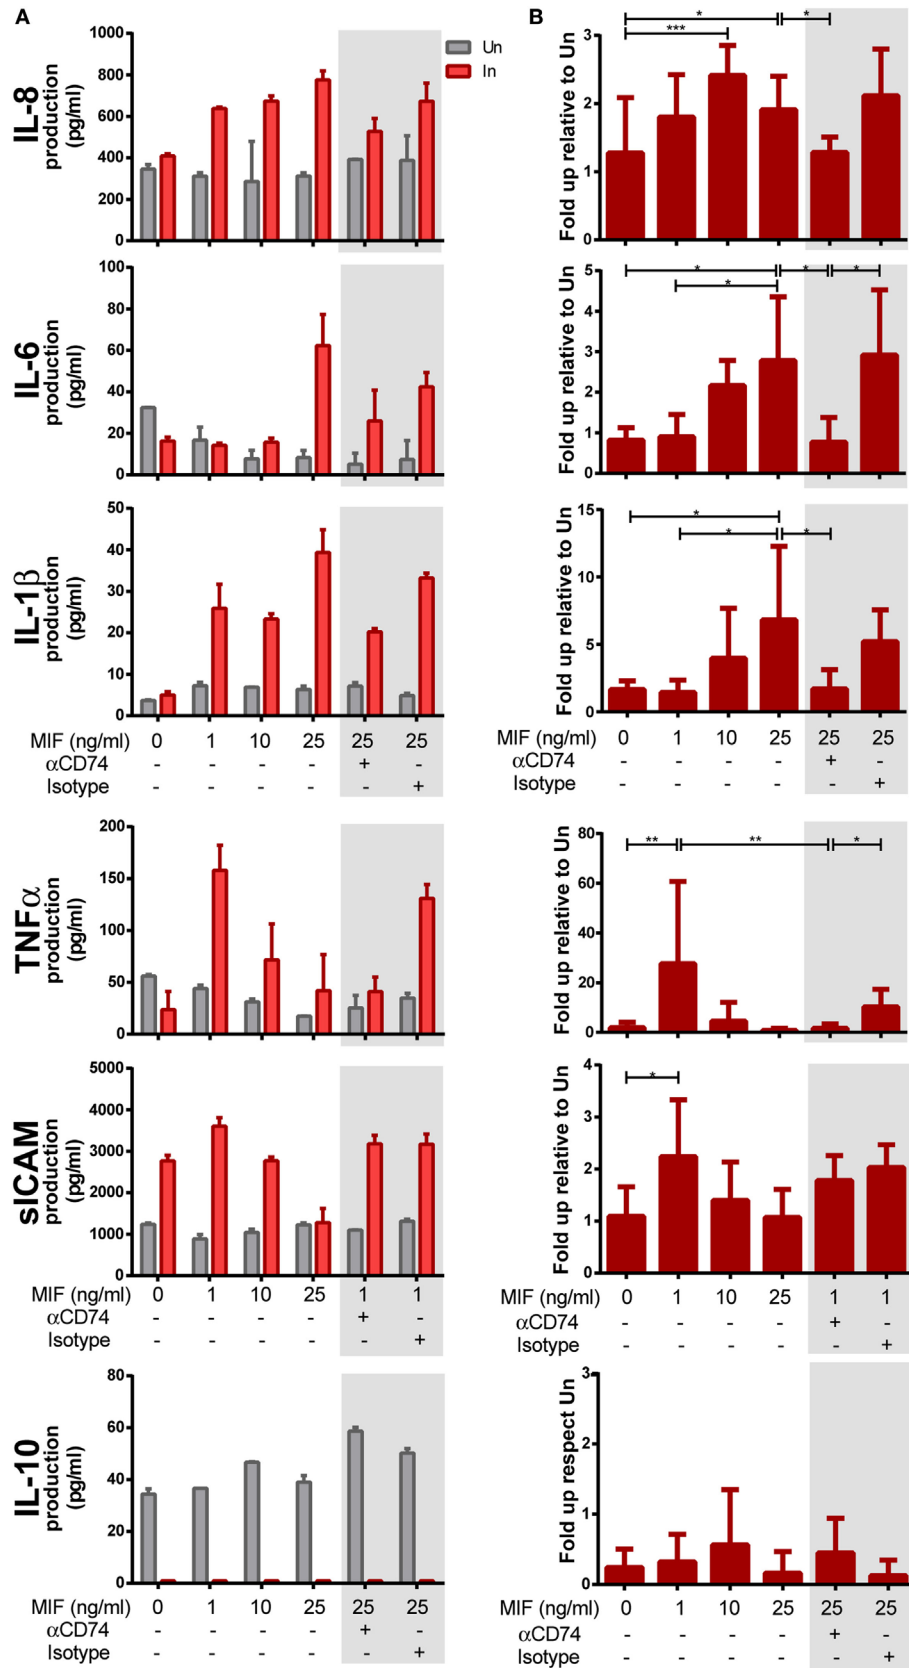 A
B
IL-8
production
(pg/ml)
1000
800
600
400
200
0
Un
In
Fold up relative to Un
3
2
1
0
*
***
*
IL-6
production
(pg/ml)
100
80
60
40
20
0
Fold up relative to Un
5
4
3
2
1
0
*
*
*
*
IL-1β
production
(pg/ml)
50
40
30
20
10
0
Fold up relative to Un
15
10
5
0
*
*
*
MIF (ng/ml) 0 1 10 25 25 25
αCD74 - - - - + -
Isotype - - - - - +
0 1 10 25 25 25
- - - - + -
- - - - - +
TNFα
production
(pg/ml)
200
150
100
50
0
Fold up relative to Un
80
60
40
20
0
**
**
*
sICAM
production
(pg/ml)
5000
4000
3000
2000
1000
0
Fold up relative to Un
4
3
2
1
0
*
MIF (ng/ml) 0 1 10 25 1 1
αCD74 - - - - + -
Isotype - - - - - +
MIF (ng/ml) 0 1 10 25 1 1
αCD74 - - - - + -
Isotype - - - - - +
IL-10
production
(pg/ml)
80
60
40
20
0
Fold up respect Un
3
2
1
0
MIF (ng/ml) 0 1 10 25 25 25
αCD74 - - - - + -
Isotype - - - - - +
MIF (ng/ml) 0 1 10 25 25 25
αCD74 - - - - + -
Isotype - - - - - +